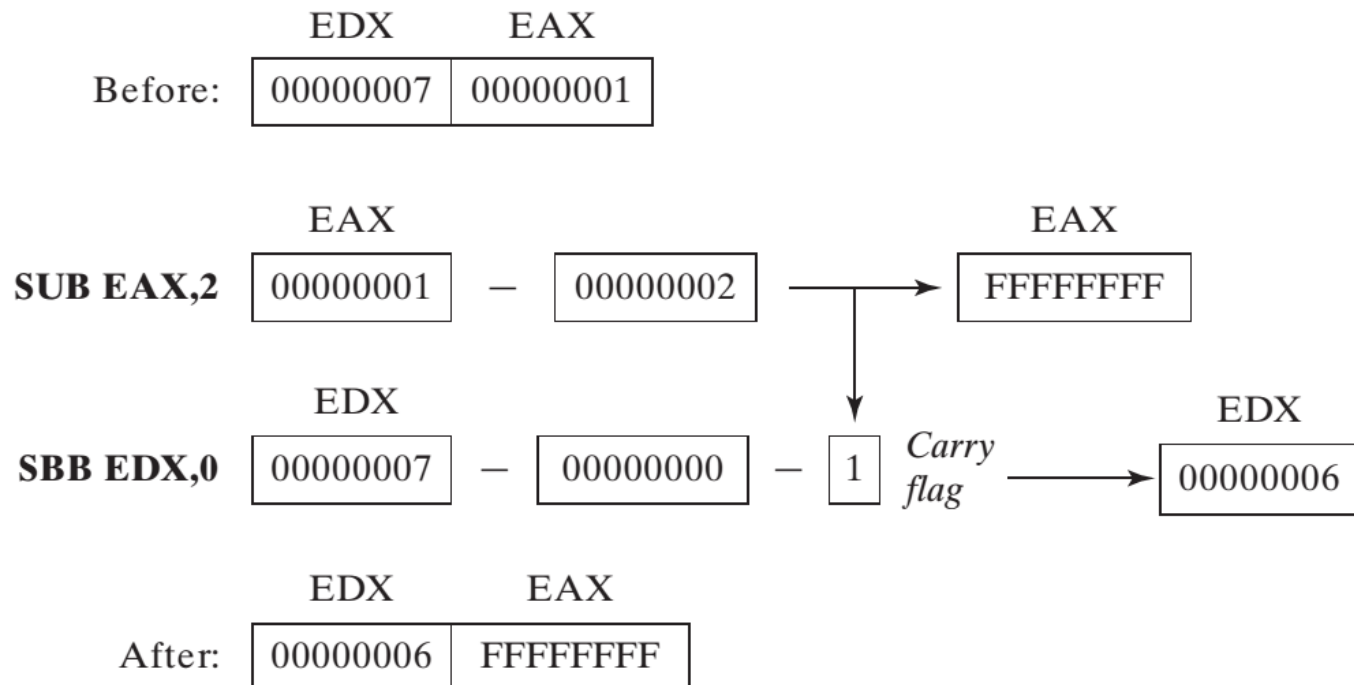 EDX EAX
Before: 00000007 00000001
EAX EAX
SUB EAX,2 00000001 − 00000002 FFFFFFFF
EDX EDX
SBB EDX,0 00000007 − 00000000 − 1 Carry flag 00000006
EDX EAX
After: 00000006 FFFFFFFF